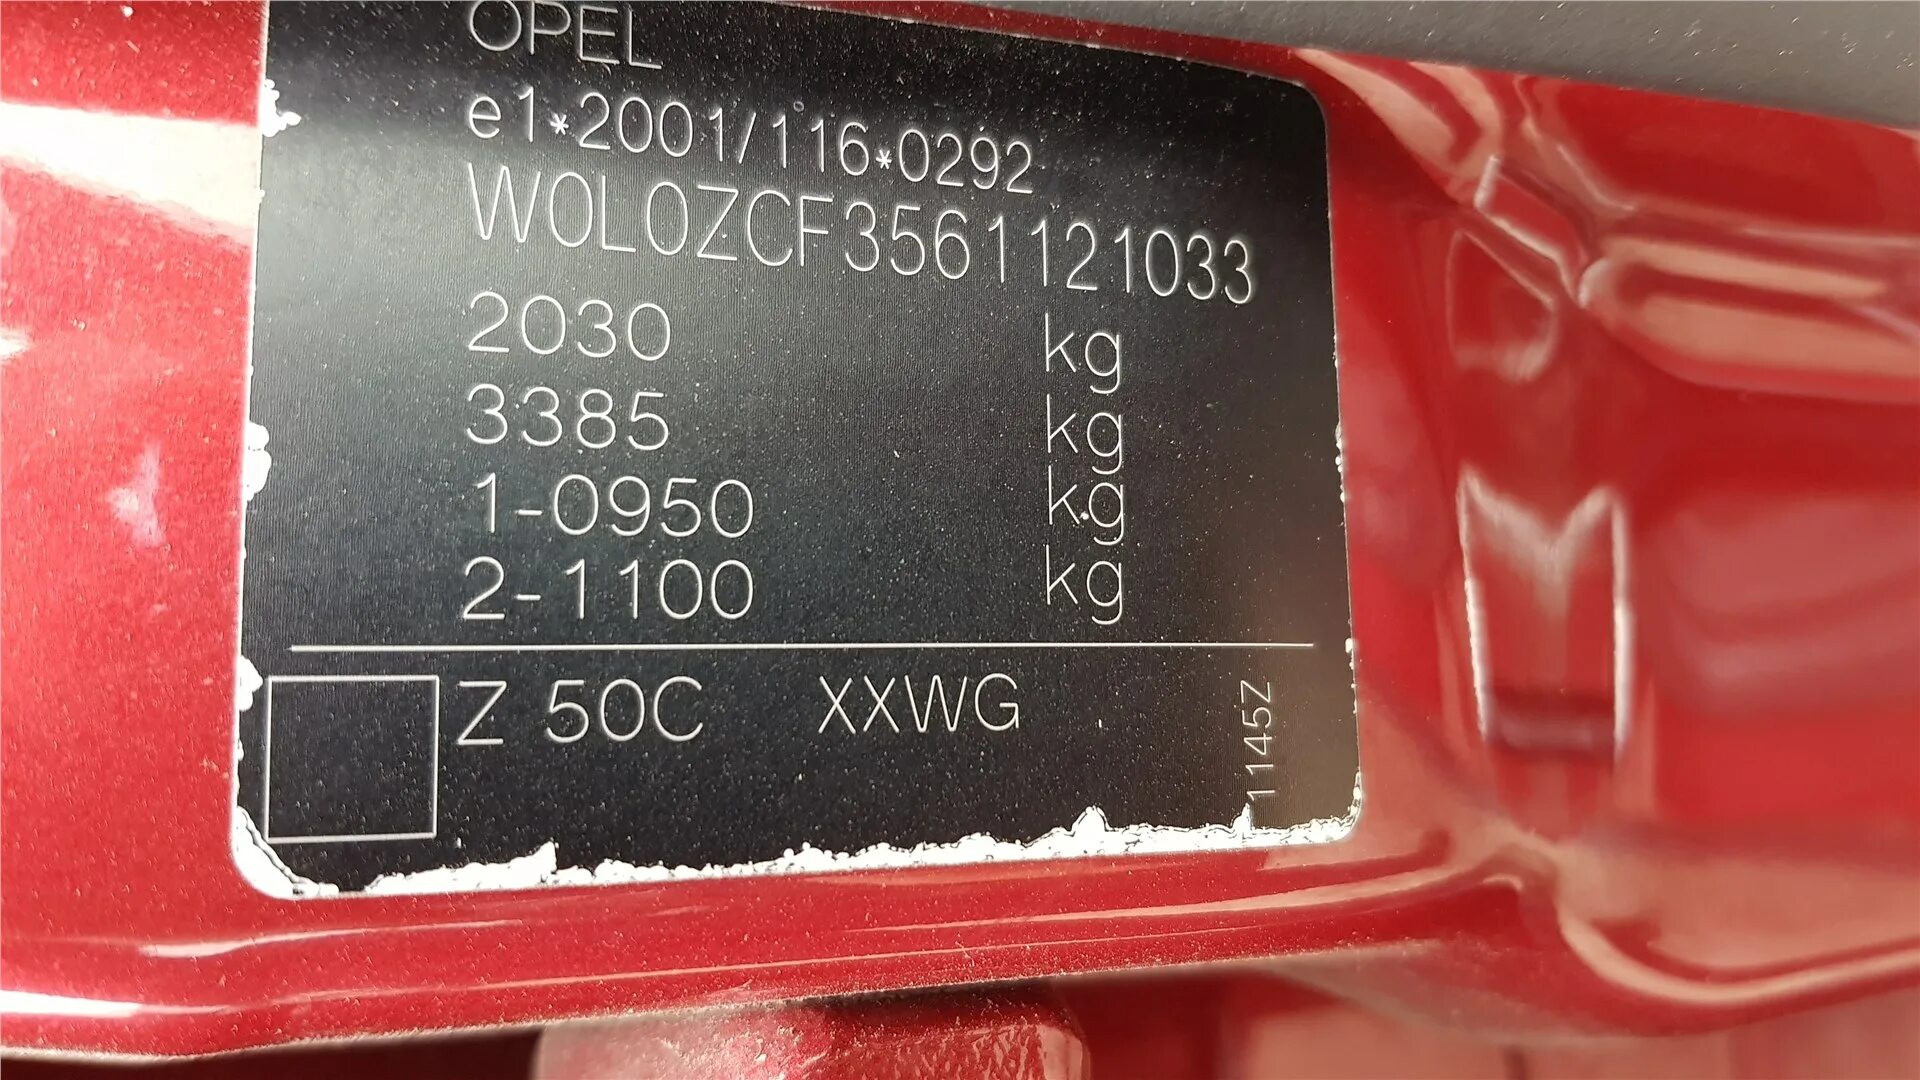 OPEL
e1*2001/116*0292
W0L0ZCF3561121033
2030 kg
3385 kg
1-0950 kg
2-1100 kg
Z 50C XXWG
1145Z